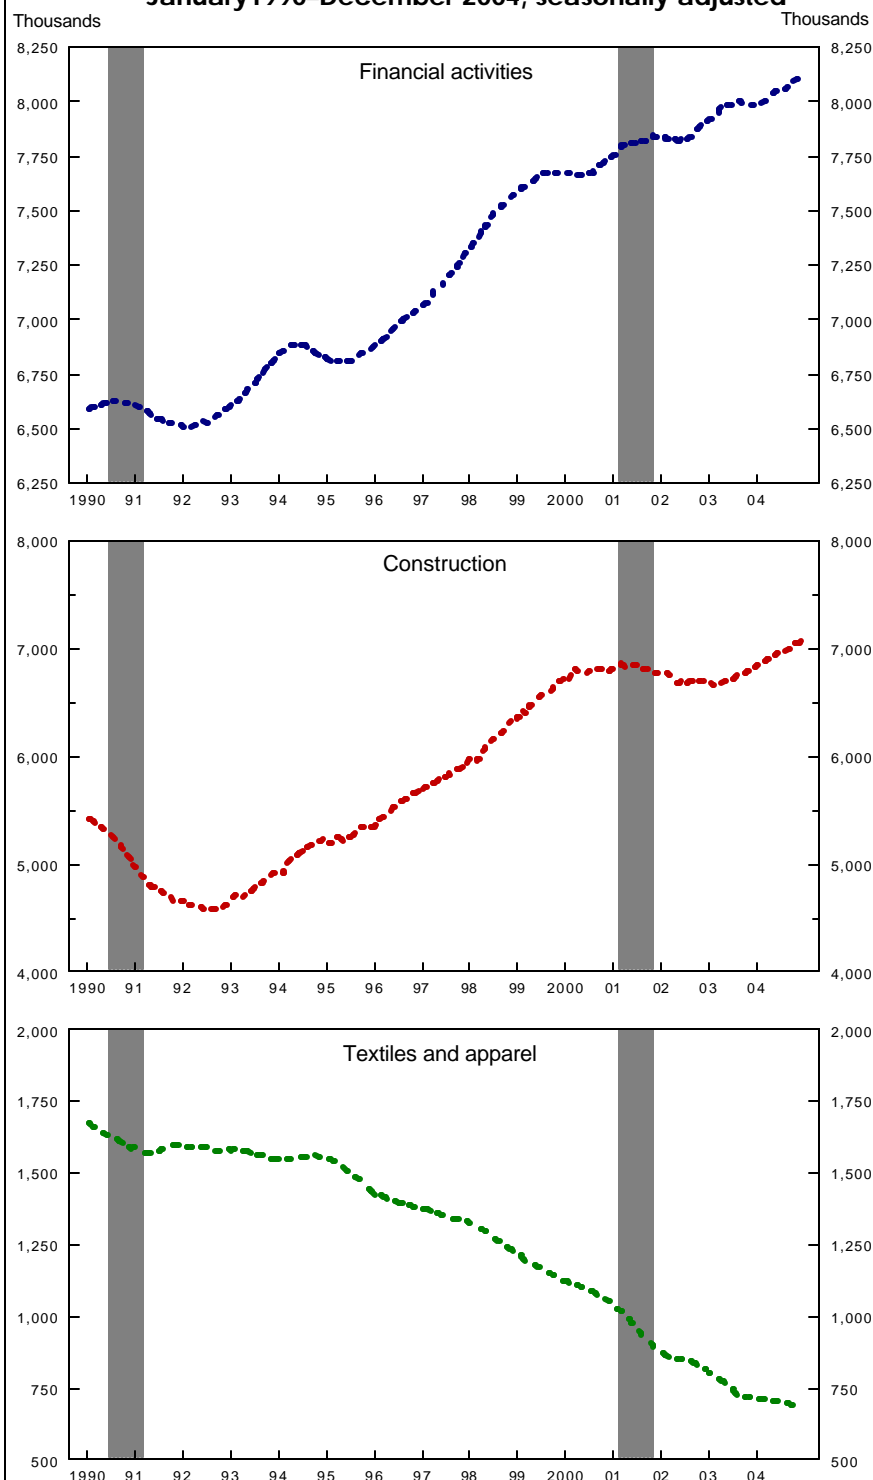 January1990–December 2004, seasonally adjusted
Thousands Thousands
8,250 8,250
Financial activities
8,000 8,000
7,750 7,750
7,500 7,500
7,250 7,250
7,000 7,000
6,750 6,750
6,500 6,500
6,250 6,250
1990 91 92 93 94 95 96 97 98 99 2000 01 02 03 04
8,000 8,000
Construction
7,000 7,000
6,000 6,000
5,000 5,000
4,000 4,000
1990 91 92 93 94 95 96 97 98 99 2000 01 02 03 04
2,000 2,000
Textiles and apparel
1,750 1,750
1,500 1,500
1,250 1,250
1,000 1,000
750 750
500 500
1990 91 92 93 94 95 96 97 98 99 2000 01 02 03 04